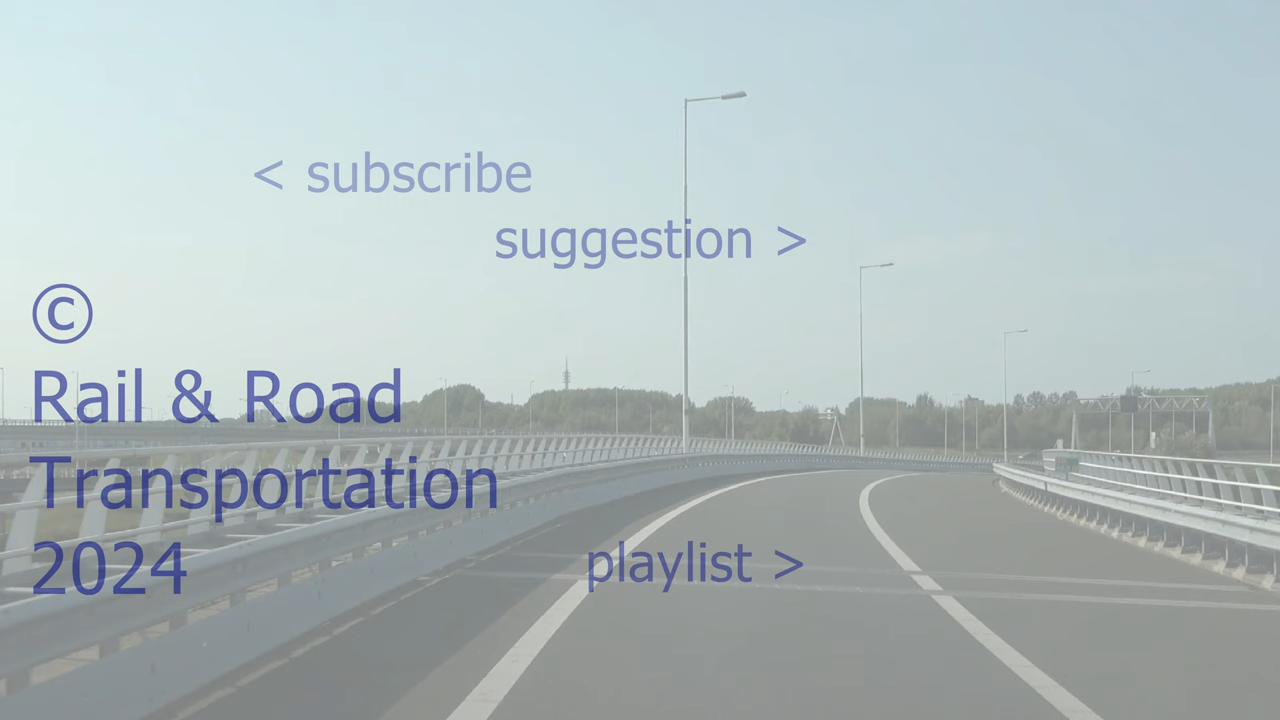 < subscribe
suggestion >
©
Rail & Road
Transportation
2024
playlist >